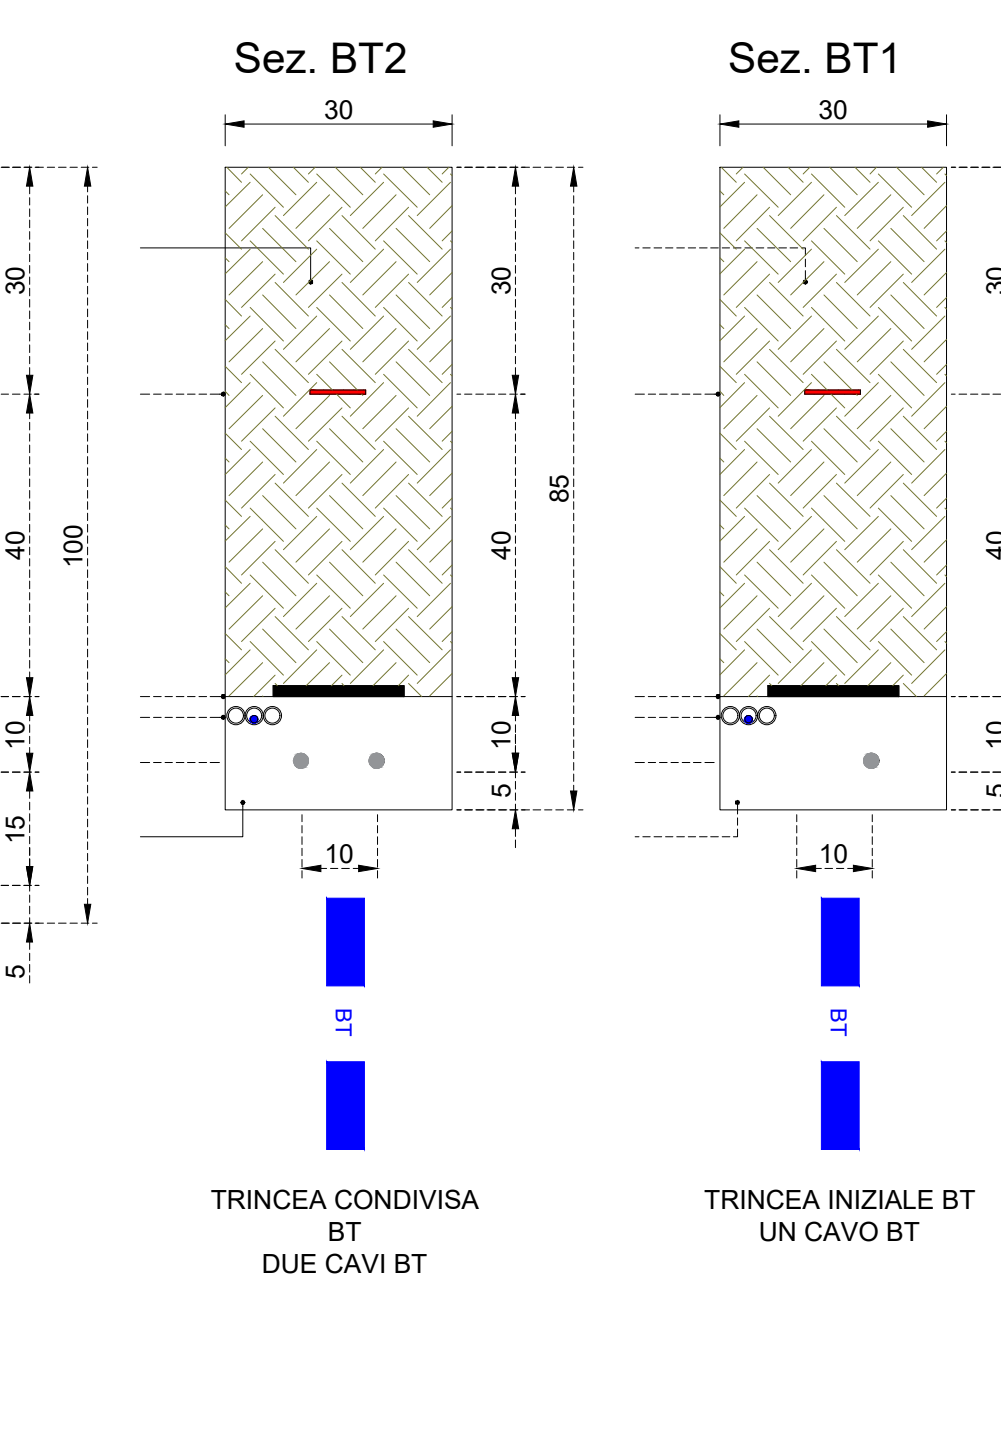 Sez. BT2
Sez. BT1
30
30
30
30
30
40
100
40
85
40
10
10
10
15
5
5
10
10
5
BT
BT
TRINCEA CONDIVISA
BT
DUE CAVI BT
TRINCEA INIZIALE BT
UN CAVO BT